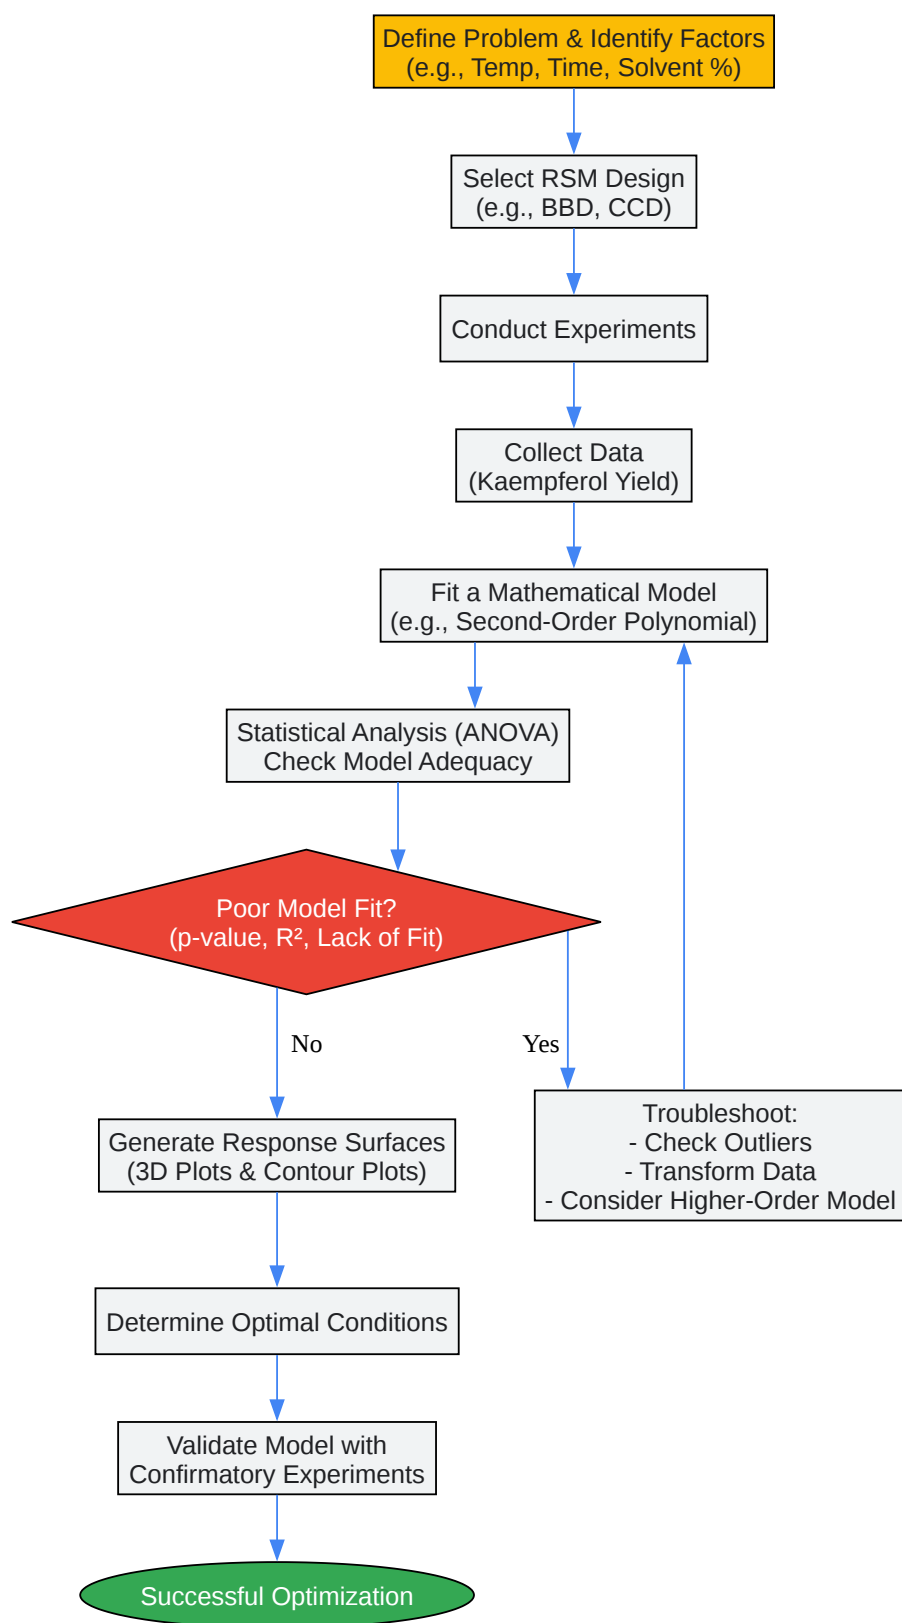 Define Problem & Identify Factors
(e.g., Temp, Time, Solvent %)
Select RSM Design
(e.g., BBD, CCD)
Conduct Experiments
Collect Data
(Kaempferol Yield)
Fit a Mathematical Model
(e.g., Second-Order Polynomial)
Statistical Analysis (ANOVA)
Check Model Adequacy
Poor Model Fit?
(p-value, R², Lack of Fit)
No
Yes
Troubleshoot:
- Check Outliers
- Transform Data
- Consider Higher-Order Model
Generate Response Surfaces
(3D Plots & Contour Plots)
Determine Optimal Conditions
Validate Model with
Confirmatory Experiments
Successful Optimization